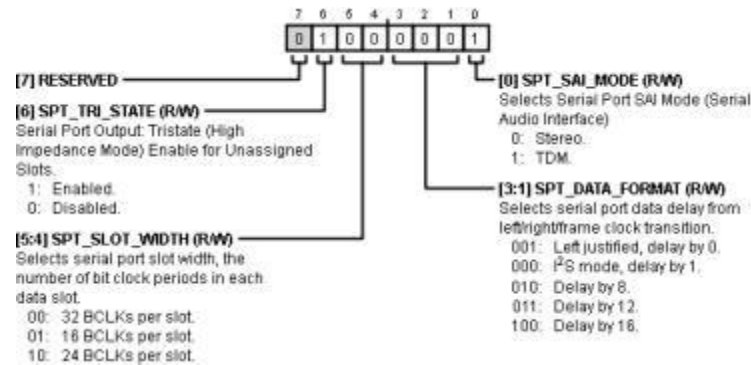 7 6 5 4 3 2 1 0
0 1 0 0 0 0 0 1
[7] RESERVED
[6] SPT_TRI_STATE (R/W)
Serial Port Output: Tristate (High
Impedance Mode) Enable for Unassigned
Slots.
1: Enabled.
0: Disabled.
[5:4] SPT_SLOT_WIDTH (R/W)
Selects serial port slot width, the
number of bit clock periods in each
data slot.
00: 32 BCLKs per slot.
01: 16 BCLKs per slot.
10: 24 BCLKs per slot.
[0] SPT_SAI_MODE (R/W)
Selects Serial Port SAI Mode (Serial
Audio Interface)
0: Stereo.
1: TDM.
[3:1] SPT_DATA_FORMAT (R/W)
Selects serial port data delay from
left/right/frame clock transition.
001: Left justified, delay by 0.
000: I²S mode, delay by 1.
010: Delay by 8.
011: Delay by 12.
100: Delay by 16.